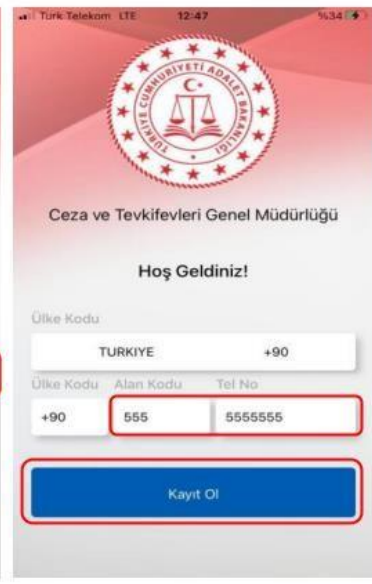 Türk Telekom LTE 12:47 %34
TÜRKİYE CUMHURİYETİ ADALET BAKANLIĞI
Ceza ve Tevkifevleri Genel Müdürlüğü
Hoş Geldiniz!
Ülke Kodu
TURKIYE +90
Ülke Kodu Alan Kodu Tel No
+90 555 5555555
Kayıt Ol